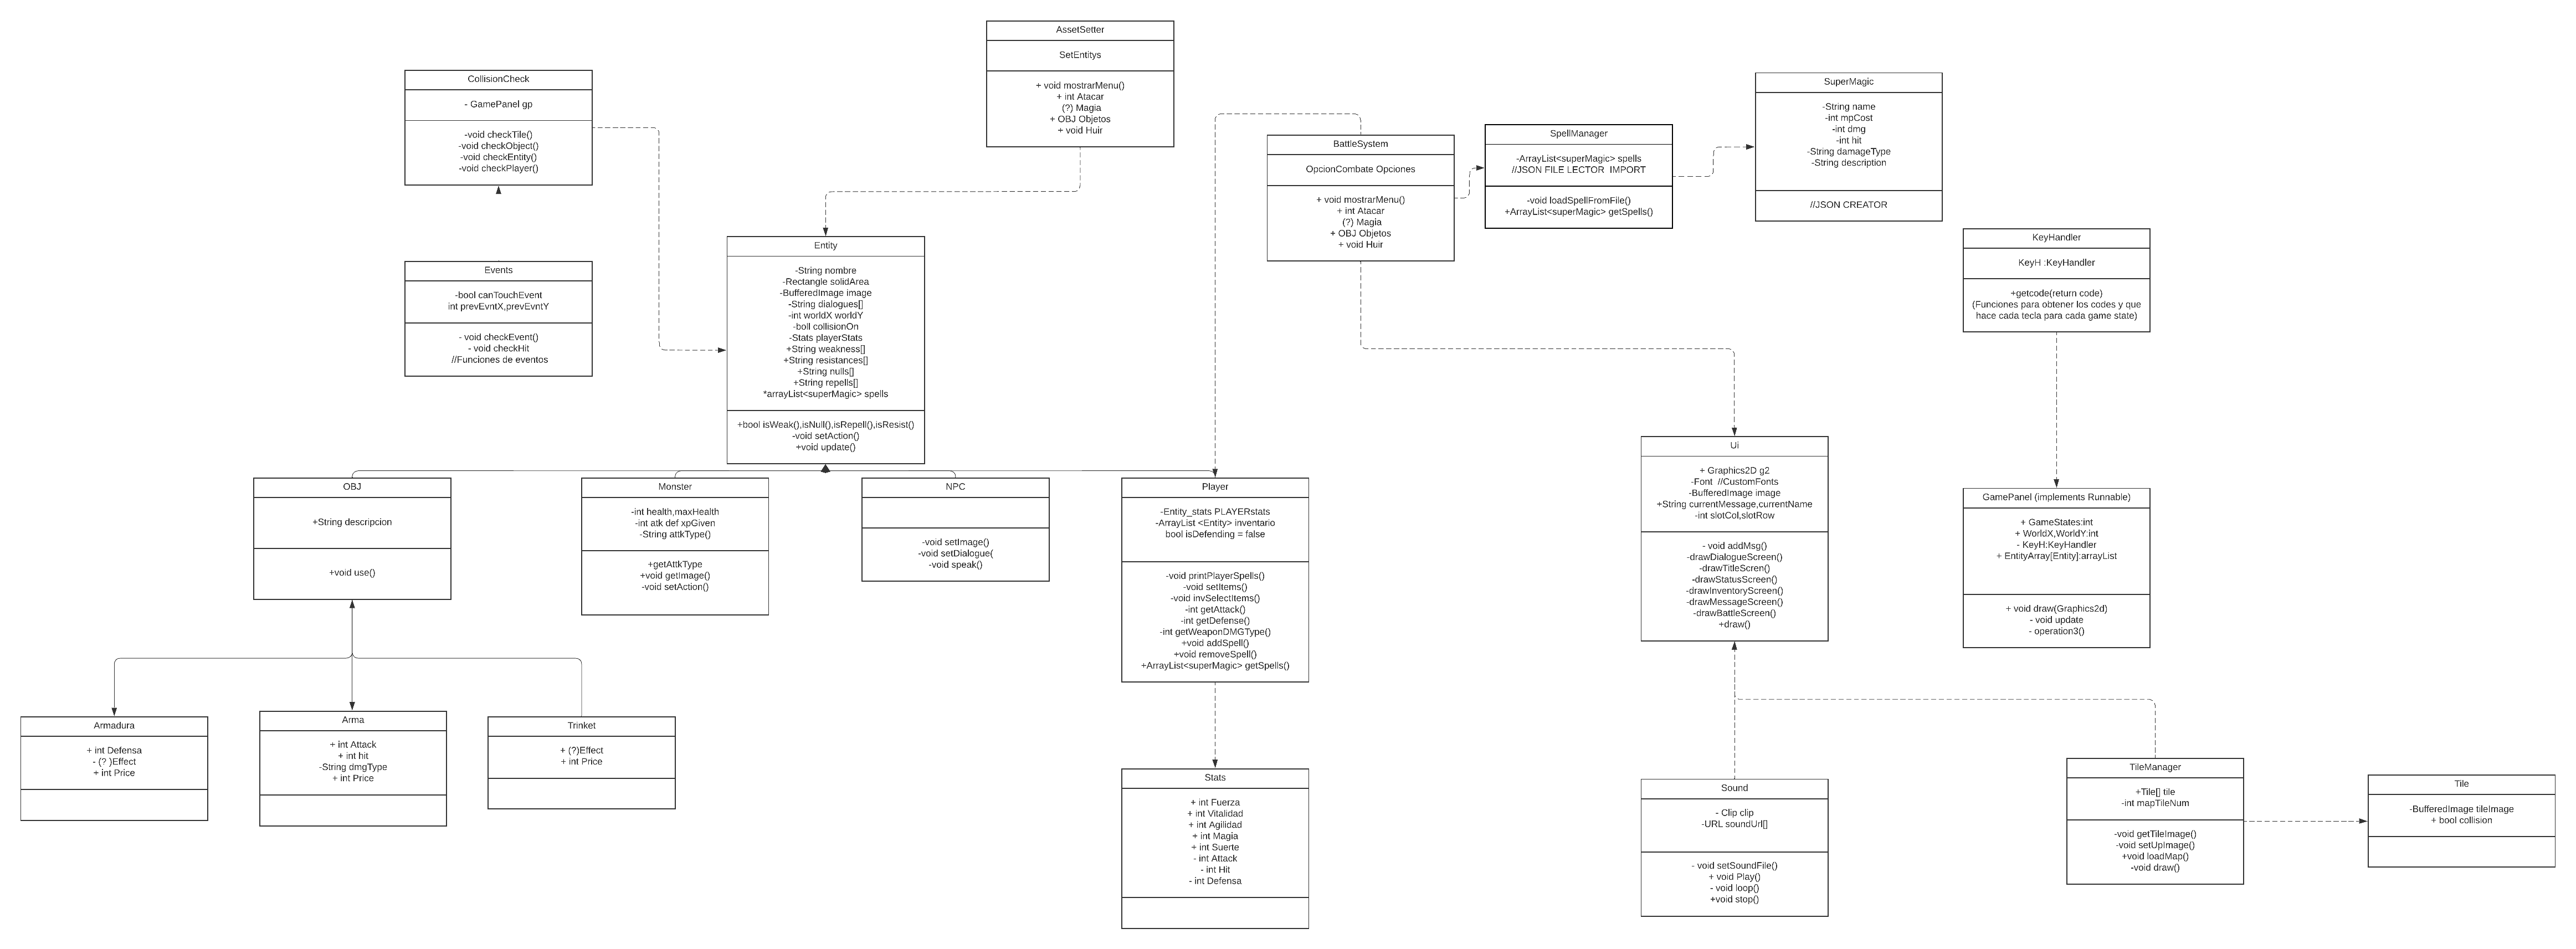 AssetSetter
SetEntitys
+ void mostrarMenu()
+ int Atacar
(?) Magia
+ OBJ Objetos
+ void Huir
CollisionCheck
- GamePanel gp
-void checkTile()
-void checkObject()
-void checkEntity()
-void checkPlayer()
SuperMagic
-String name
-int mpCost
-int dmg
-int hit
-String damageType
-String description
//JSON CREATOR
SpellManager
-ArrayList<superMagic> spells
//JSON FILE LECTOR  IMPORT
-void loadSpellFromFile()
+ArrayList<superMagic> getSpells()
BattleSystem
OpcionCombate Opciones
+ void mostrarMenu()
+ int Atacar
(?) Magia
+ OBJ Objetos
+ void Huir
KeyHandler
KeyH :KeyHandler
+getcode(return code)
(Funciones para obtener los codes y que
hace cada tecla para cada game state)
Entity
-String nombre
-Rectangle solidArea
-BufferedImage image
-String dialogues[]
-int worldX worldY
-boll collisionOn
-Stats playerStats
+String weakness[]
+String resistances[]
+String nulls[]
+String repells[]
*arrayList<superMagic> spells
+bool isWeak(),isNull(),isRepell(),isResist()
-void setAction()
+void update()
Events
-bool canTouchEvent
int prevEvntX,prevEvntY
- void checkEvent()
- void checkHit
//Funciones de eventos
Ui
+ Graphics2D g2
-Font  //CustomFonts
-BufferedImage image
+String currentMessage,currentName
-int slotCol,slotRow
- void addMsg()
-drawDialogueScreen()
-drawTitleScren()
-drawStatusScreen()
-drawInventoryScreen()
-drawMessageScreen()
-drawBattleScreen()
+draw()
GamePanel (implements Runnable)
+ GameStates:int
+ WorldX,WorldY:int
- KeyH:KeyHandler
+ EntityArray[Entity]:arrayList
+ void draw(Graphics2d)
- void update
- operation3()
OBJ
+String descripcion
+void use()
Monster
-int health,maxHealth
-int atk def xpGiven
-String attkType()
+getAttkType
+void getImage()
-void setAction()
NPC
-void setImage()
-void setDialogue(
-void speak()
Player
-Entity_stats PLAYERstats
-ArrayList <Entity> inventario
bool isDefending = false
-void printPlayerSpells()
-void setItems()
-void invSelectItems()
-int getAttack()
-int getDefense()
-int getWeaponDMGType()
+void addSpell()
+void removeSpell()
+ArrayList<superMagic> getSpells()
Armadura
+ int Defensa
- (? )Effect
+ int Price
Arma
+ int Attack
+ int hit
-String dmgType
+ int Price
Trinket
+ (?)Effect
+ int Price
Stats
+ int Fuerza
+ int Vitalidad
+ int Agilidad
+ int Magia
+ int Suerte
- int Attack
- int Hit
- int Defensa
Sound
- Clip clip
-URL soundUrl[]
- void setSoundFile()
+ void Play()
- void loop()
+void stop()
TileManager
+Tile[] tile
-int mapTileNum
-void getTileImage()
-void setUpImage()
+void loadMap()
-void draw()
Tile
-BufferedImage tileImage
+ bool collision